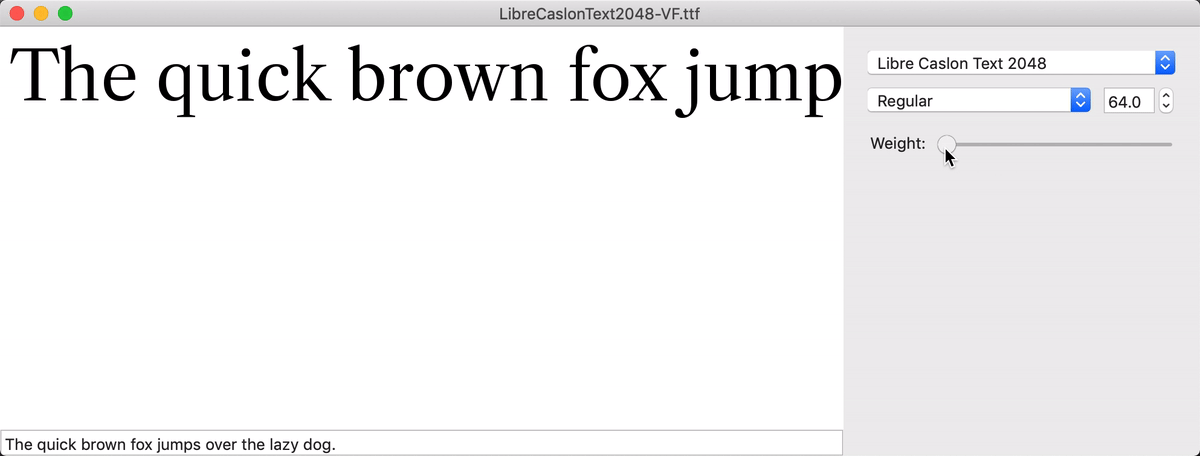 LibreCaslonText2048-VF.ttf
The quick brown fox jump
Libre Caslon Text 2048
Regular
64.0
Weight:
The quick brown fox jumps over the lazy dog.